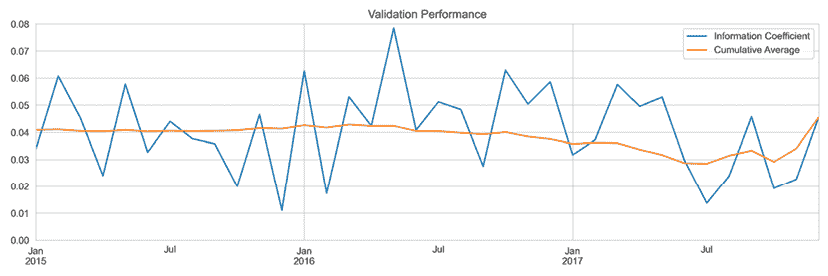 Validation Performance
Information Coefficient
Cumulative Average
0.08
0.07
0.06
0.05
0.04
0.03
0.02
0.01
0.00
Jan Jul Jan Jul Jan Jul
2015 2016 2017